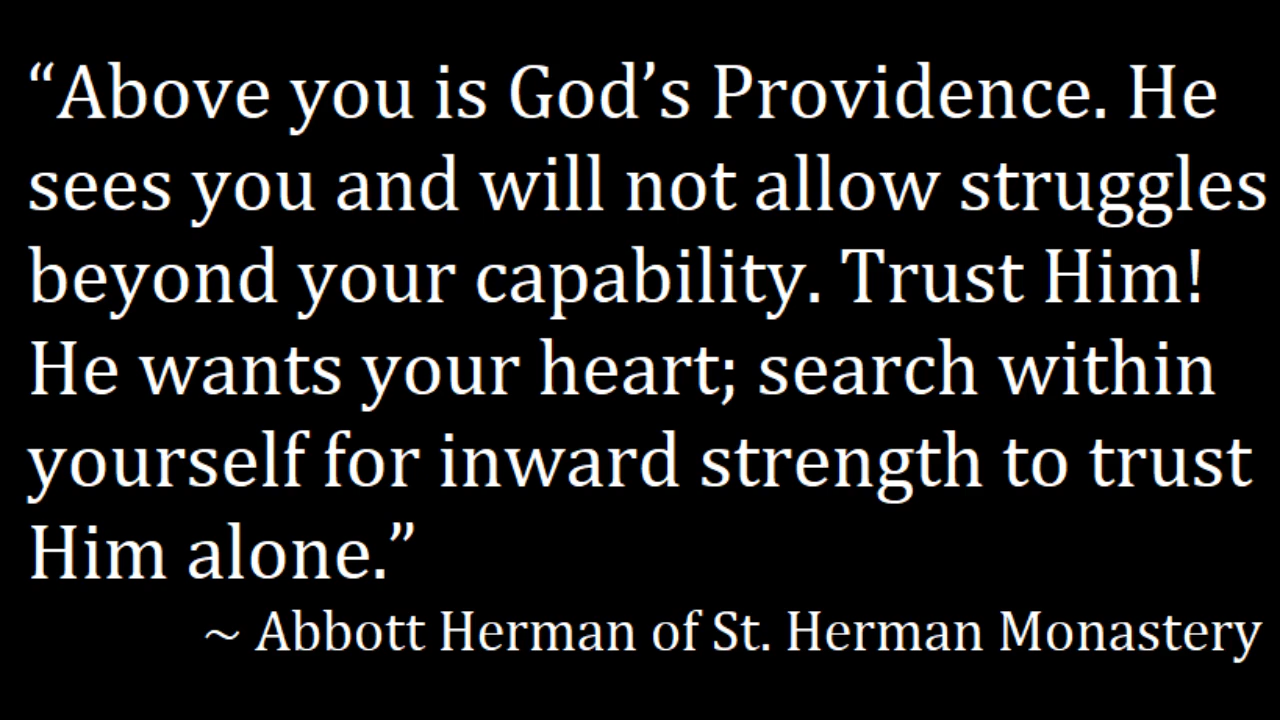 “Above you is God’s Providence. He
sees you and will not allow struggles
beyond your capability. Trust Him!
He wants your heart; search within
yourself for inward strength to trust
Him alone.”
~ Abbott Herman of St. Herman Monastery